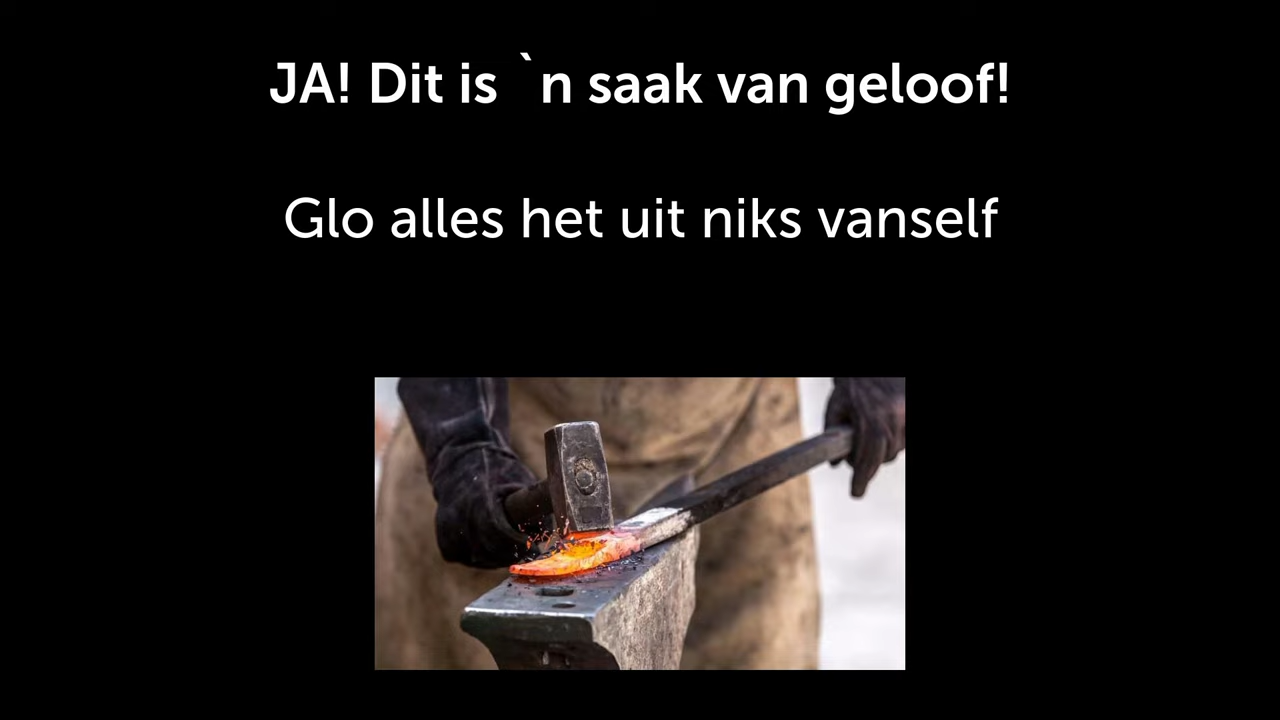 JA! Dit is `n saak van geloof!
Glo alles het uit niks vanself